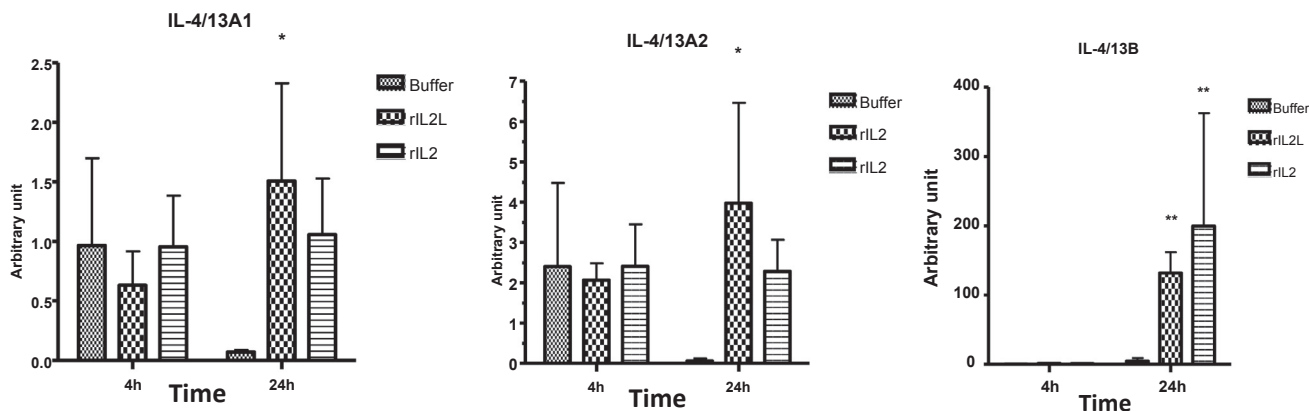 IL-4/13A1
*
2.5
2.0
1.5
1.0
0.5
0.0
Arbitrary unit
4h
24h
Time
Buffer
rIL2L
rIL2
IL-4/13A2
*
7
6
5
4
3
2
1
0
Arbitrary unit
4h
24h
Time
Buffer
rIL2
rIL2
IL-4/13B
**
**
400
300
200
100
0
Arbitrary unit
4h
24h
Time
Buffer
rIL2L
rIL2